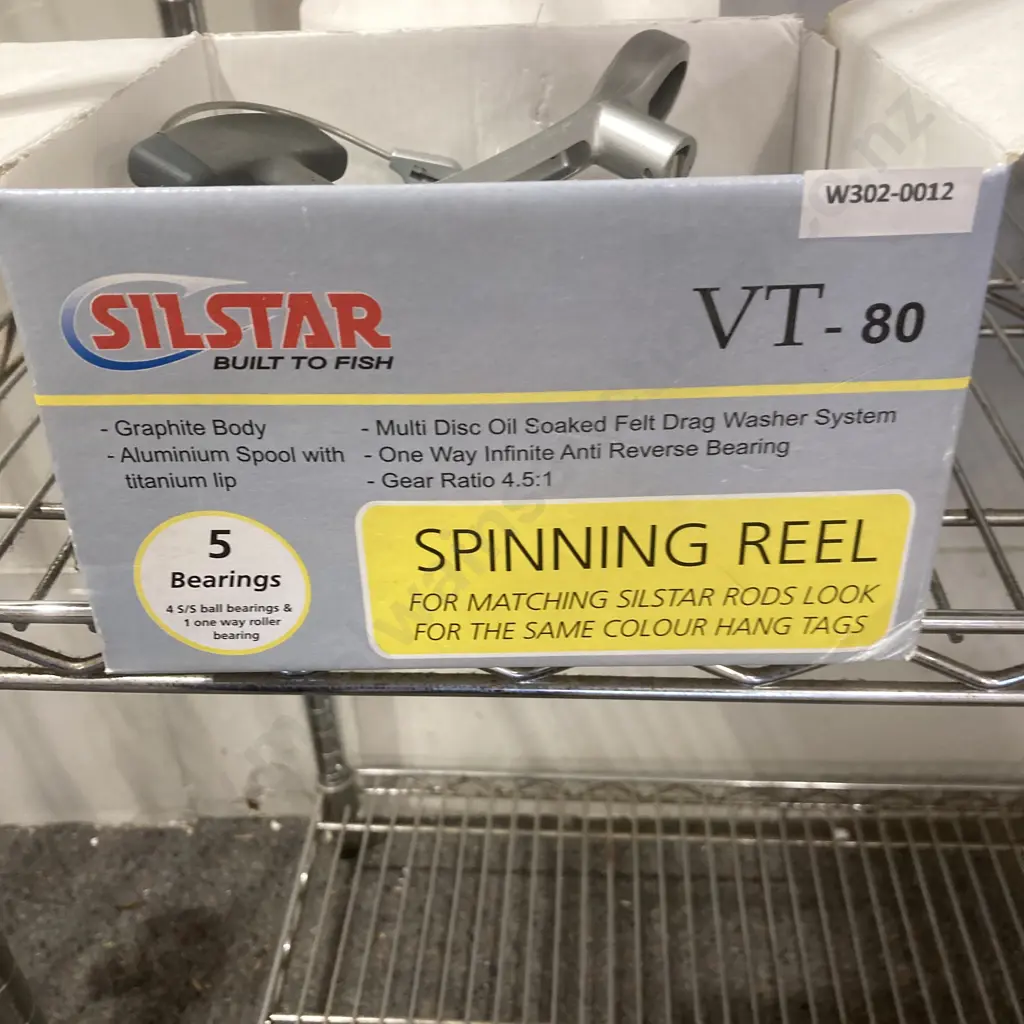 W302-0012
SILSTAR
BUILT TO FISH
VT - 80
- Graphite Body
- Aluminium Spool with
titanium lip
- Multi Disc Oil Soaked Felt Drag Washer System
- One Way Infinite Anti Reverse Bearing
- Gear Ratio 4.5:1
5
Bearings
4 S/S ball bearings &
1 one way roller
bearing
SPINNING REEL
FOR MATCHING SILSTAR RODS LOOK
FOR THE SAME COLOUR HANG TAGS